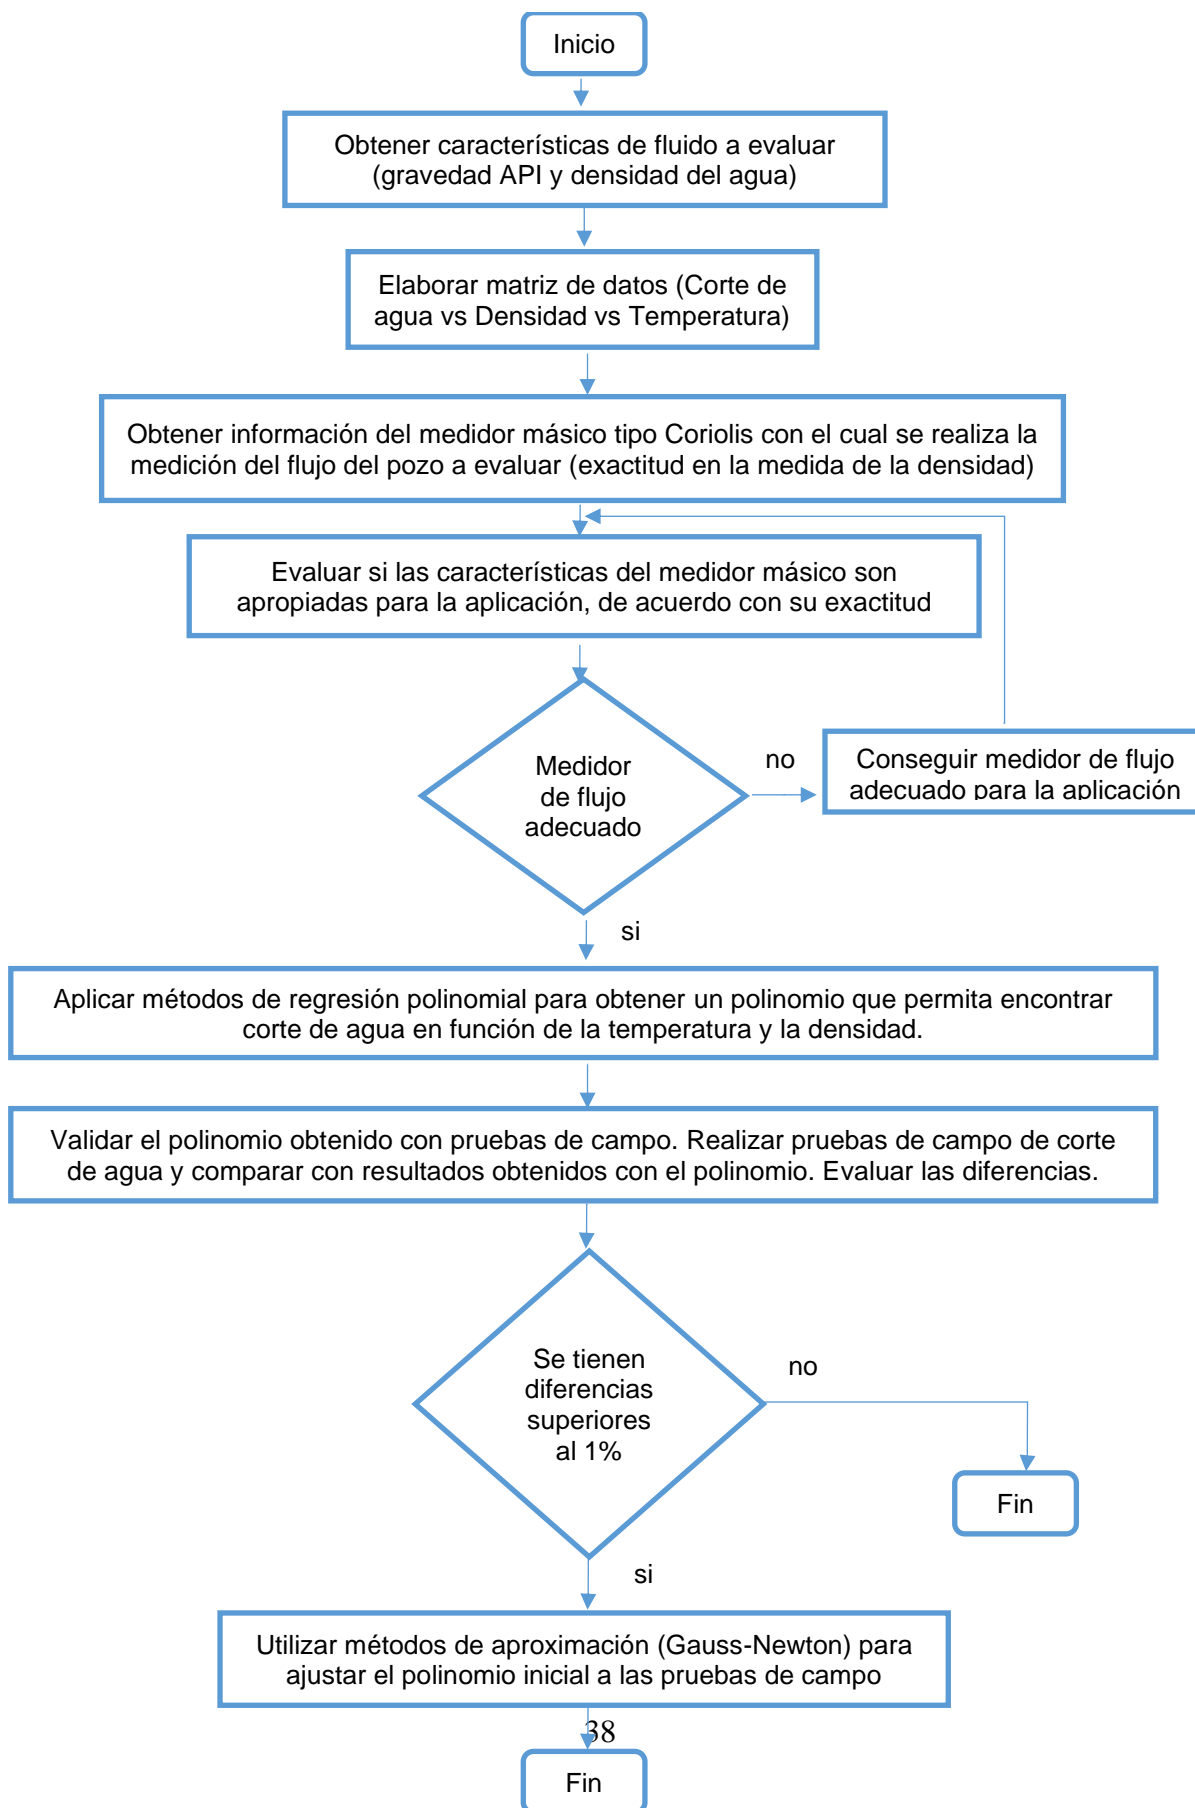 Inicio
Obtener características de fluido a evaluar
(gravedad API y densidad del agua)
Elaborar matriz de datos (Corte de
agua vs Densidad vs Temperatura)
Obtener información del medidor másico tipo Coriolis con el cual se realiza la
medición del flujo del pozo a evaluar (exactitud en la medida de la densidad)
Evaluar si las características del medidor másico son
apropiadas para la aplicación, de acuerdo con su exactitud
Medidor
de flujo
adecuado
no
Conseguir medidor de flujo
adecuado para la aplicación
si
Aplicar métodos de regresión polinomial para obtener un polinomio que permita encontrar
corte de agua en función de la temperatura y la densidad.
Validar el polinomio obtenido con pruebas de campo. Realizar pruebas de campo de corte
de agua y comparar con resultados obtenidos con el polinomio. Evaluar las diferencias.
Se tienen
diferencias
superiores
al 1%
no
Fin
si
Utilizar métodos de aproximación (Gauss-Newton) para
ajustar el polinomio inicial a las pruebas de campo
38
Fin